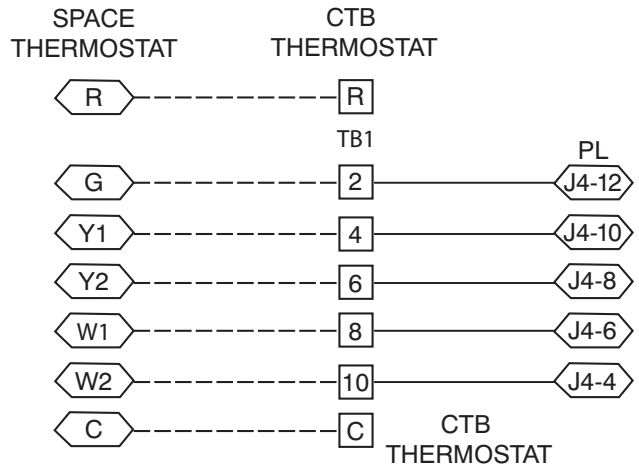 SPACE THERMOSTAT
CTB THERMOSTAT
R R
TB1
PL
G 2 J4-12
Y1 4 J4-10
Y2 6 J4-8
W1 8 J4-6
W2 10 J4-4
C C
CTB THERMOSTAT